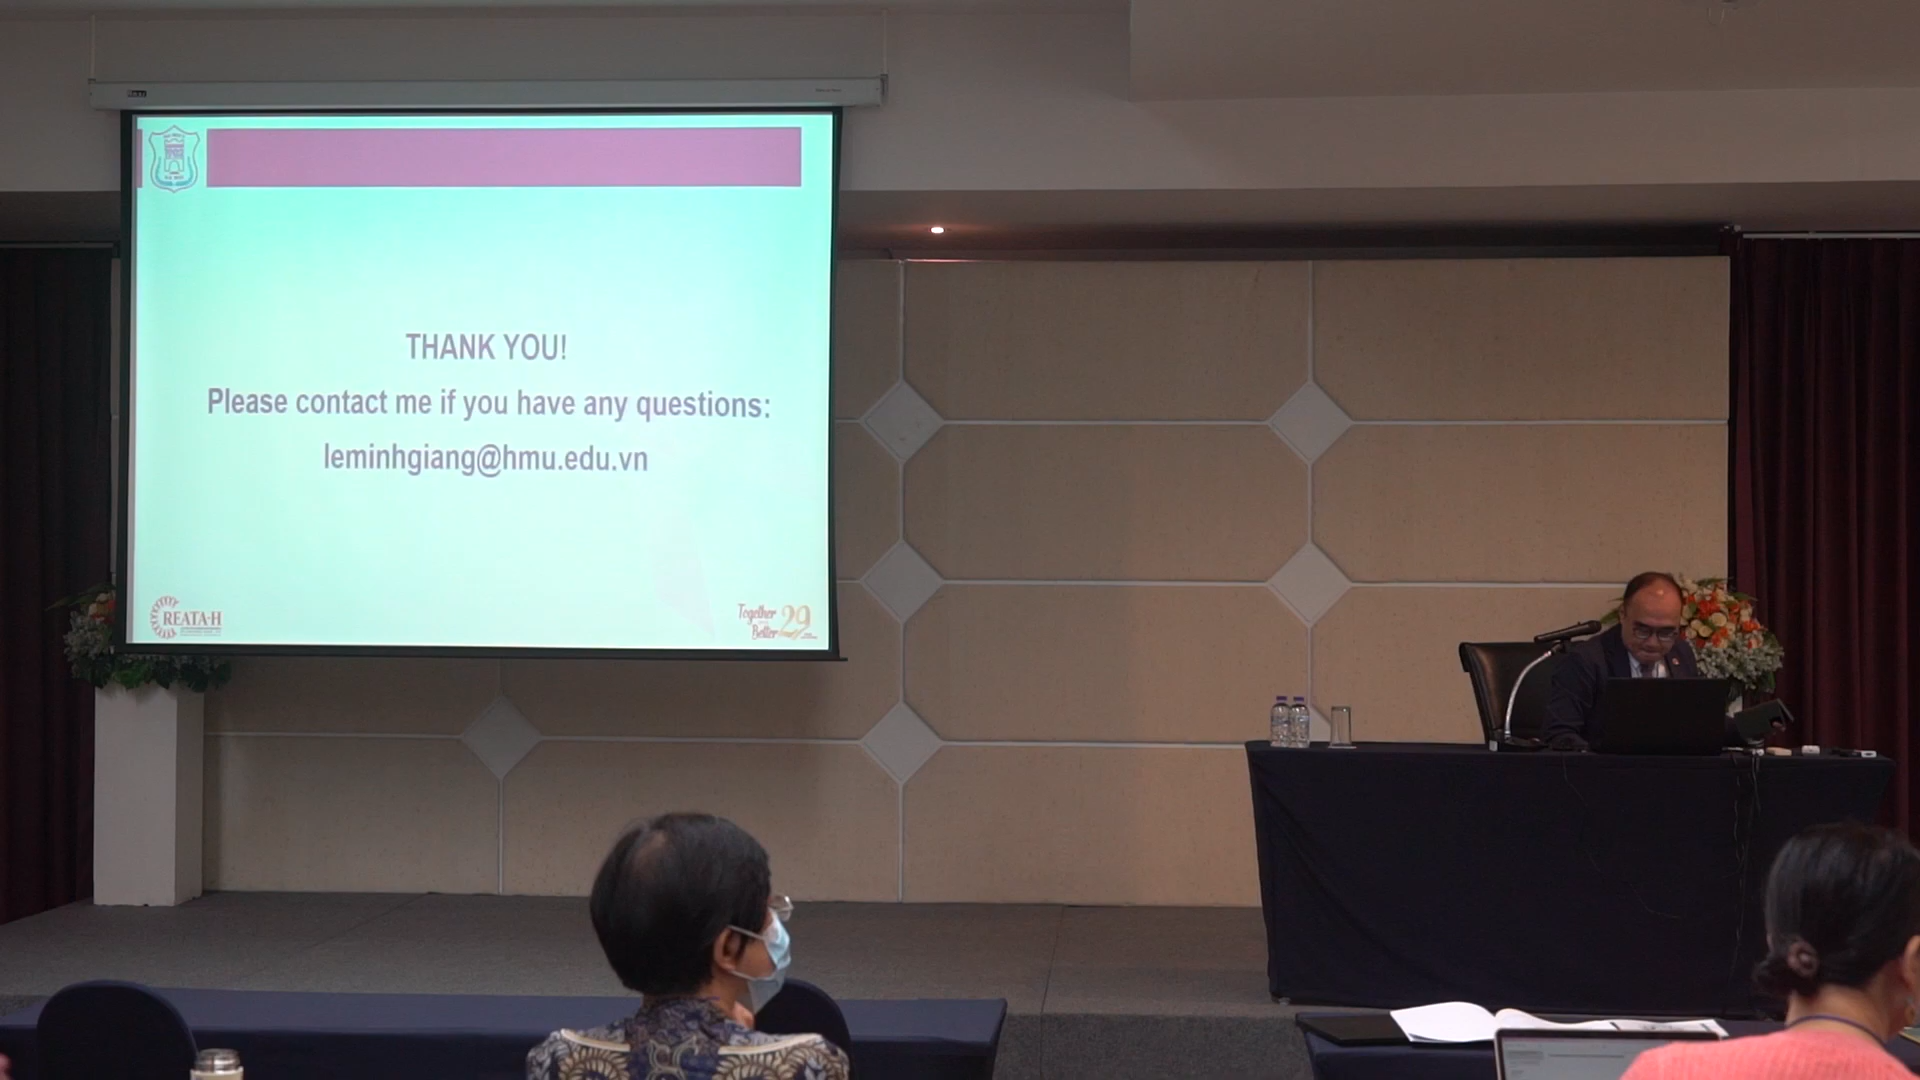 THANK YOU!
Please contact me if you have any questions:
leminhgiang@hmu.edu.vn
REATA-H
Together
Better
29